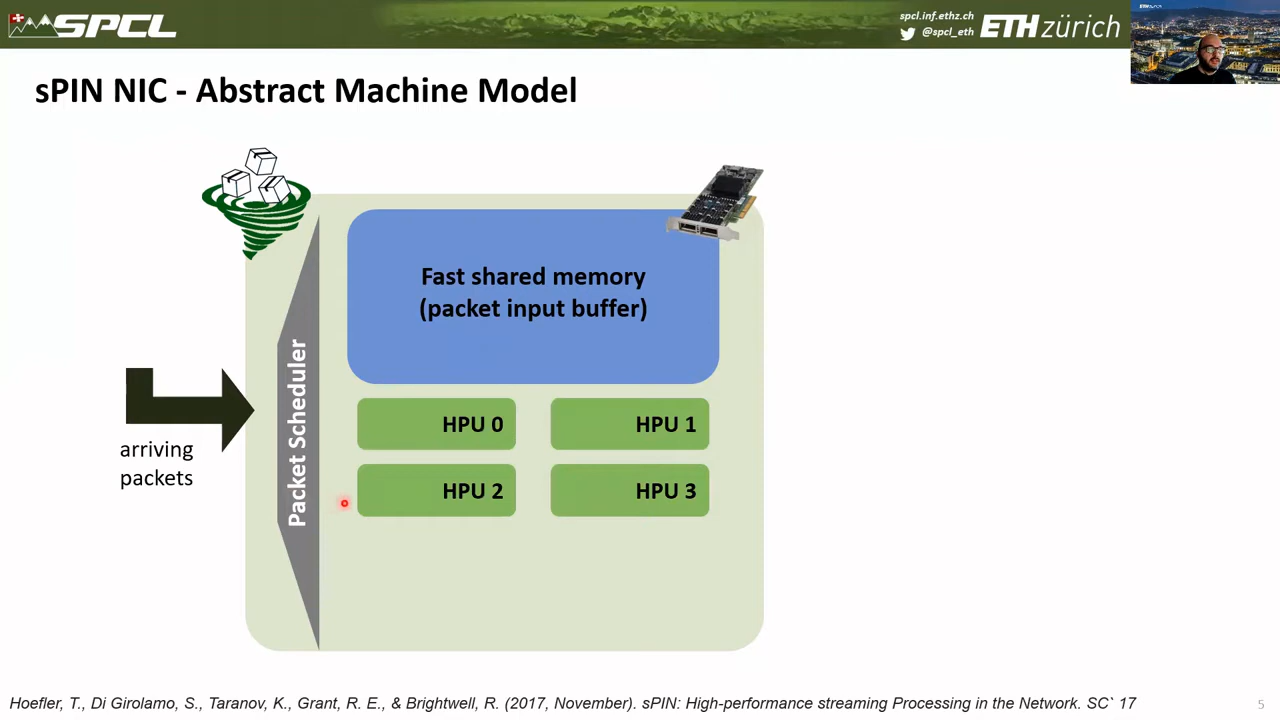 SPCL
spcl.inf.ethz.ch
@spcl_eth
ETH zürich
sPIN NIC - Abstract Machine Model
Fast shared memory
(packet input buffer)
Packet Scheduler
HPU 0
HPU 1
arriving
packets
HPU 2
HPU 3
Hoefler, T., Di Girolamo, S., Taranov, K., Grant, R. E., & Brightwell, R. (2017, November). sPIN: High-performance streaming Processing in the Network. SC` 17
5